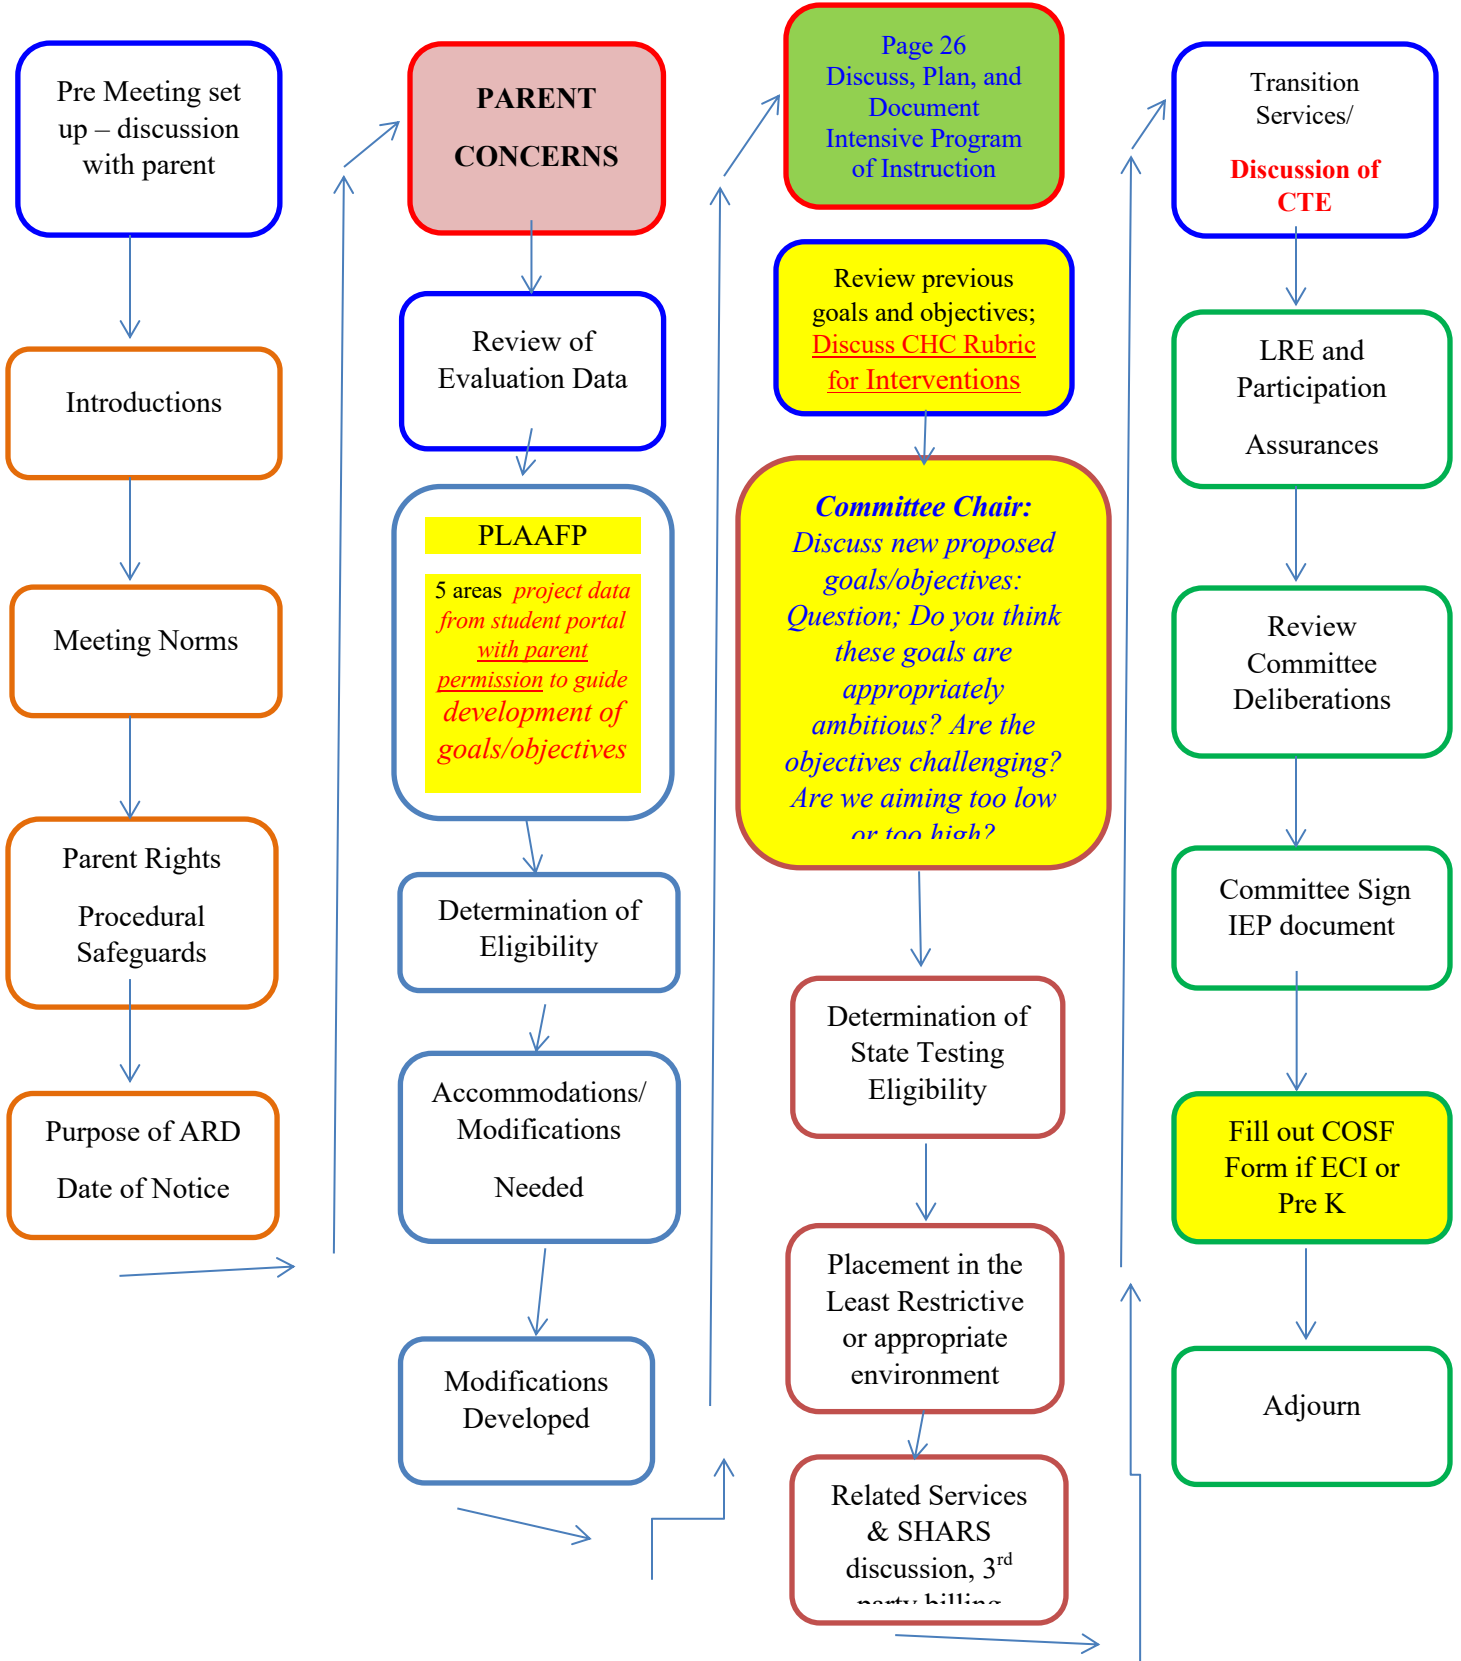 Pre Meeting set
up – discussion
with parent
Introductions
Meeting Norms
Parent Rights
Procedural
Safeguards
Purpose of ARD
Date of Notice
PARENT
CONCERNS
Review of
Evaluation Data
PLAAFP
5 areas project data
from student portal
with parent
permission to guide
development of
goals/objectives
Determination of
Eligibility
Accommodations/
Modifications
Needed
Modifications
Developed
Page 26
Discuss, Plan, and
Document
Intensive Program
of Instruction
Review previous
goals and objectives;
Discuss CHC Rubric
for Interventions
Committee Chair:
Discuss new proposed
goals/objectives:
Question; Do you think
these goals are
appropriately
ambitious? Are the
objectives challenging?
Are we aiming too low
or too high?
Determination of
State Testing
Eligibility
Placement in the
Least Restrictive
or appropriate
environment
Related Services
& SHARS
discussion, 3rd
party billing
Transition
Services/
Discussion of
CTE
LRE and
Participation
Assurances
Review
Committee
Deliberations
Committee Sign
IEP document
Fill out COSF
Form if ECI or
Pre K
Adjourn